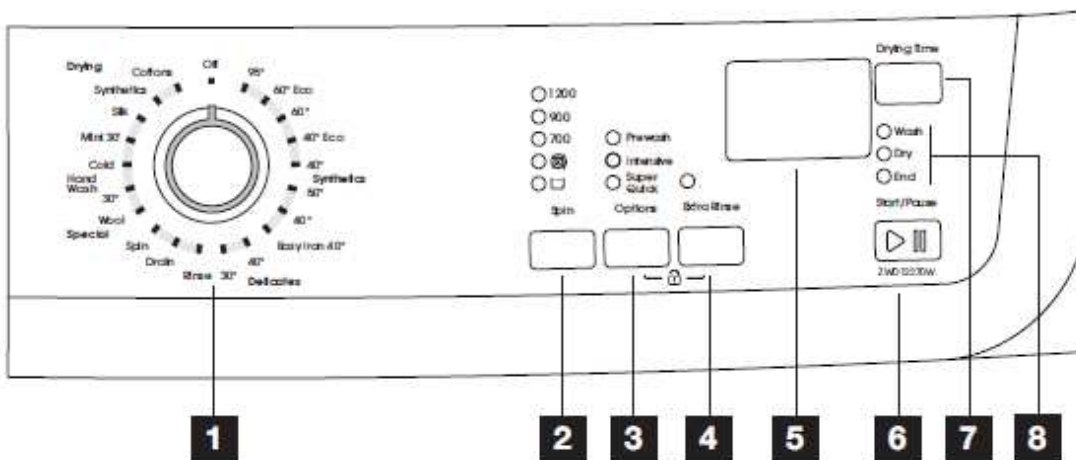 Drying
Cottons
Off
Synthetics
Silk
Mini 30'
Cold
Hand
Wash
30°
Wool
Special
Spin
Drain
Rinse
95°
60° Eco
60°
40° Eco
40°
Synthetics
60°
40°
Easy Iron 40°
40°
30°
Delicates
1200
900
700
Prewash
Intensive
Super
Quick
Spin
Options
Extra Rinse
Drying Time
Wash
Dry
End
Start/Pause
1
2
3
4
5
6
7
8